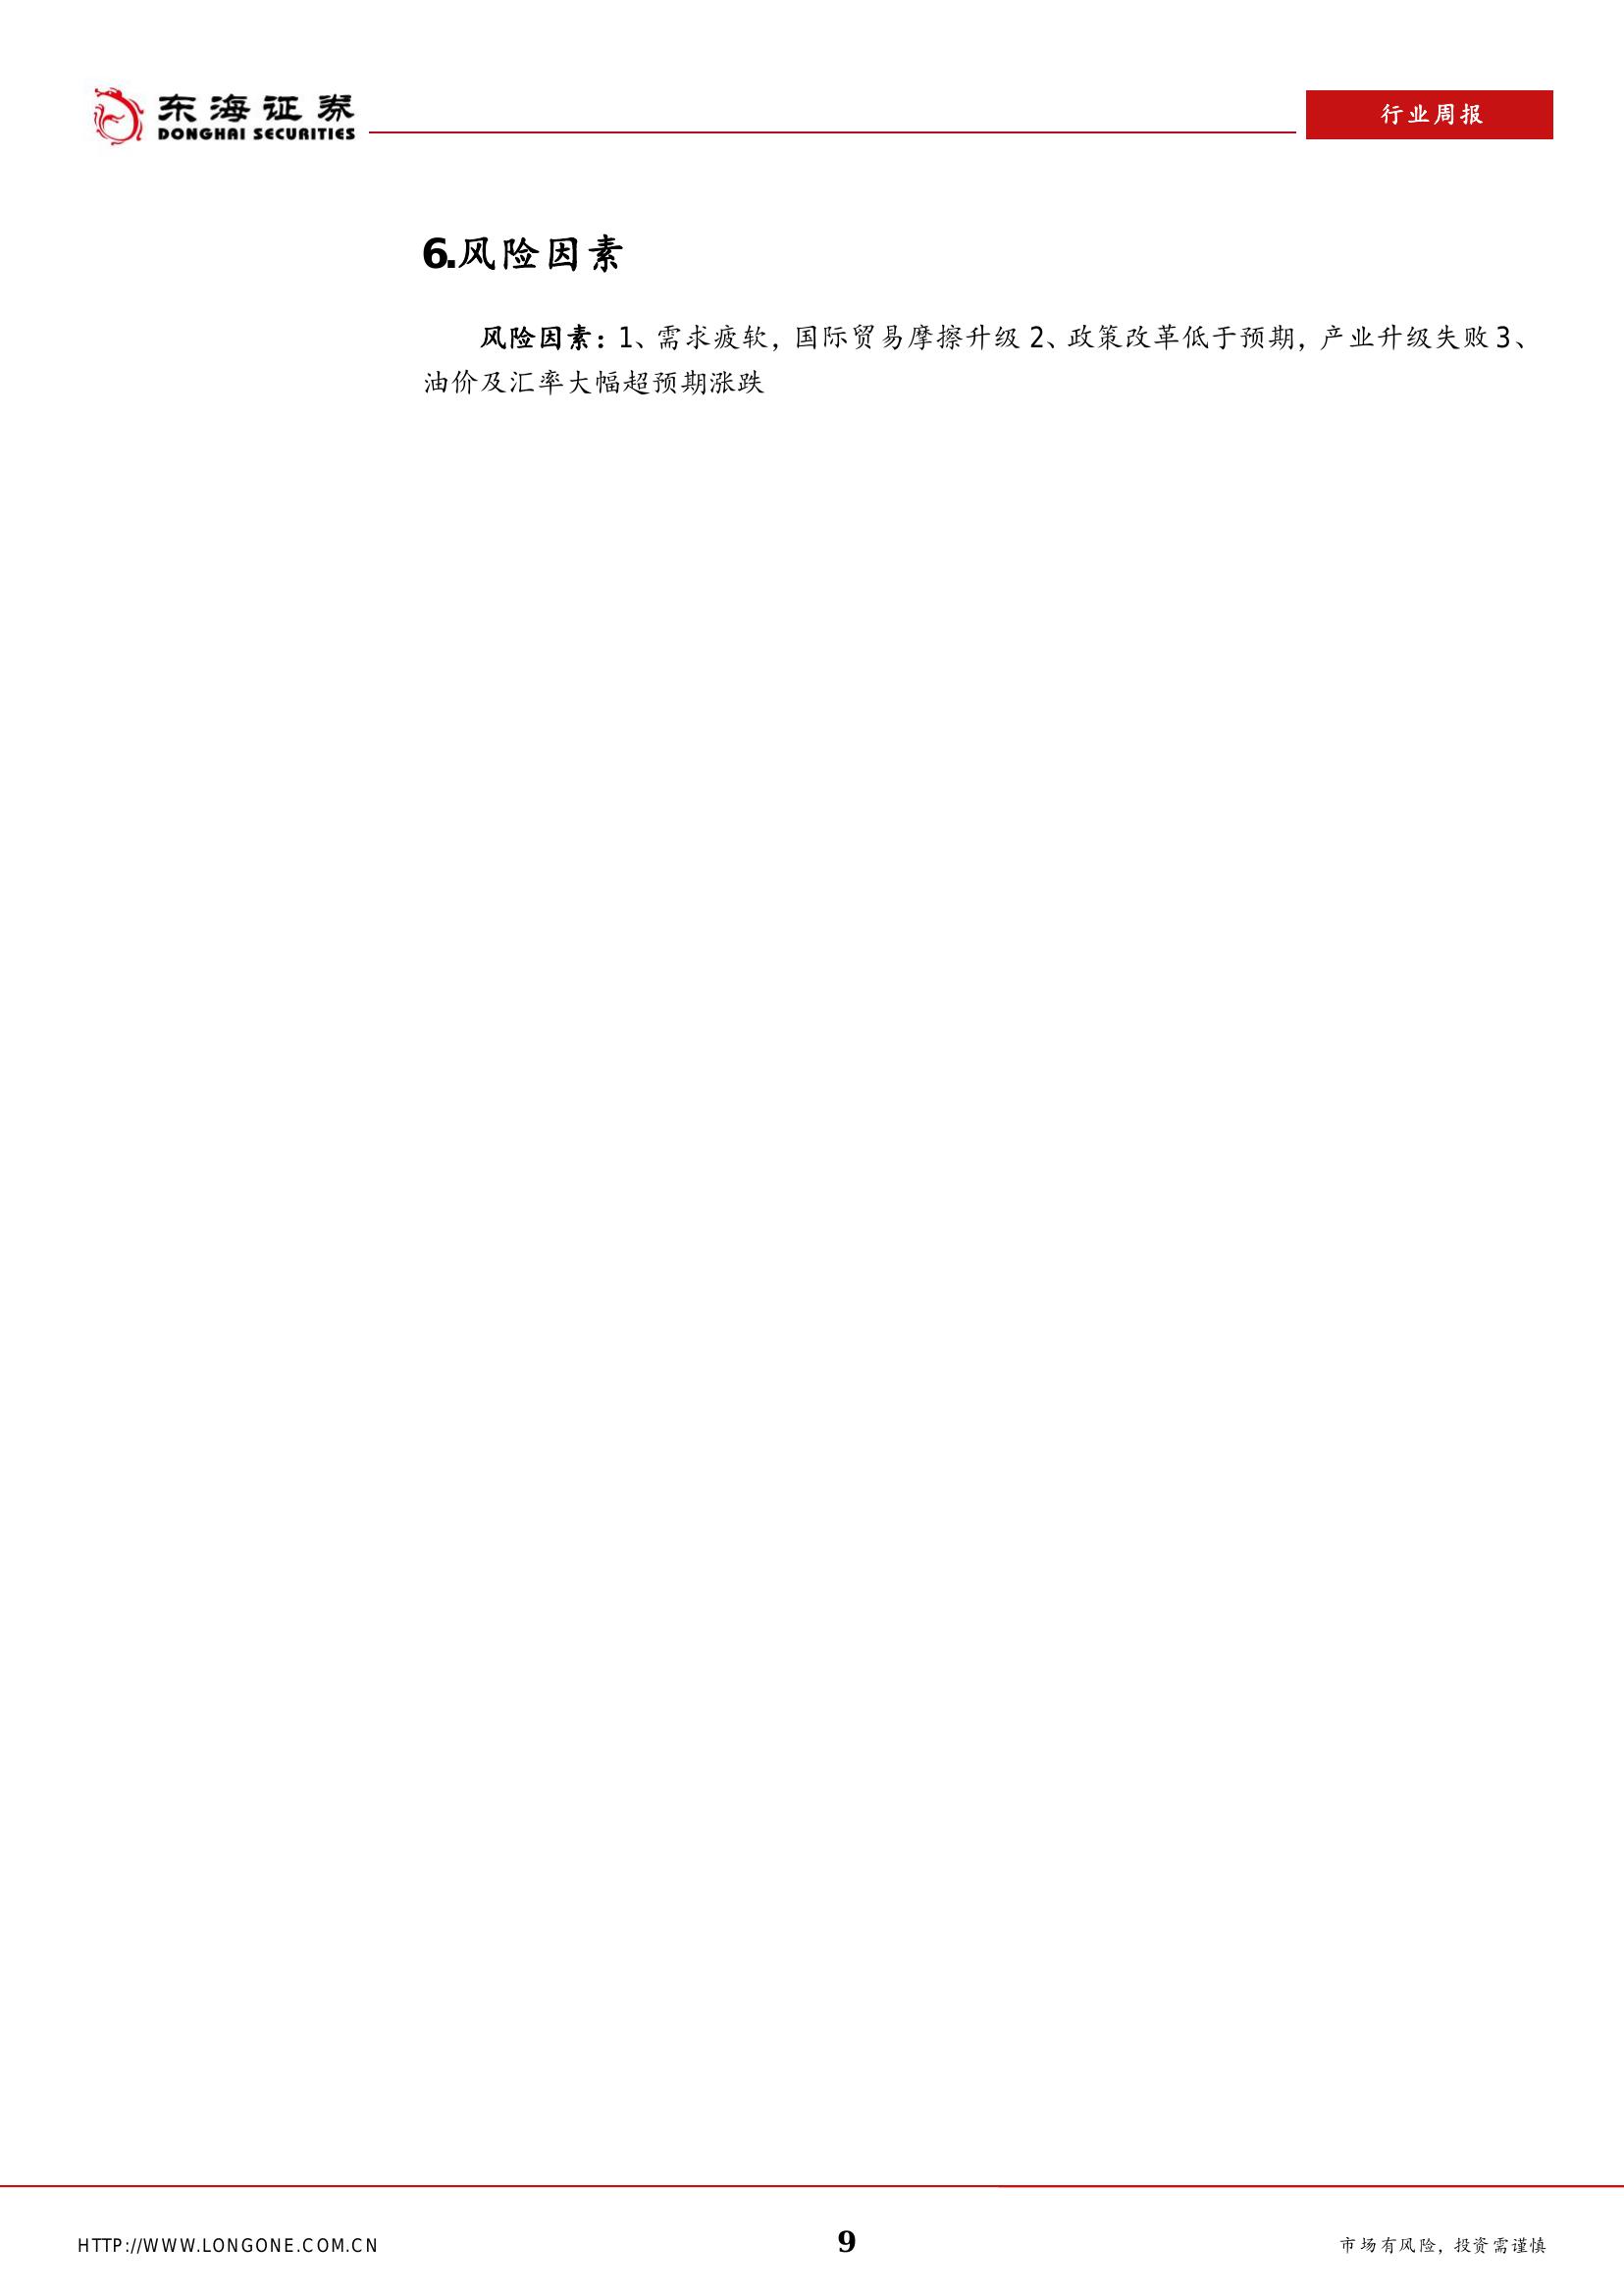 东海证券
DONGHAI SECURITIES
行业周报
6.风险因素
风险因素：1、需求疲软，国际贸易摩擦升级 2、政策改革低于预期，产业升级失败 3、
油价及汇率大幅超预期涨跌
HTTP://WWW.LONGONE.COM.CN
9
市场有风险，投资需谨慎